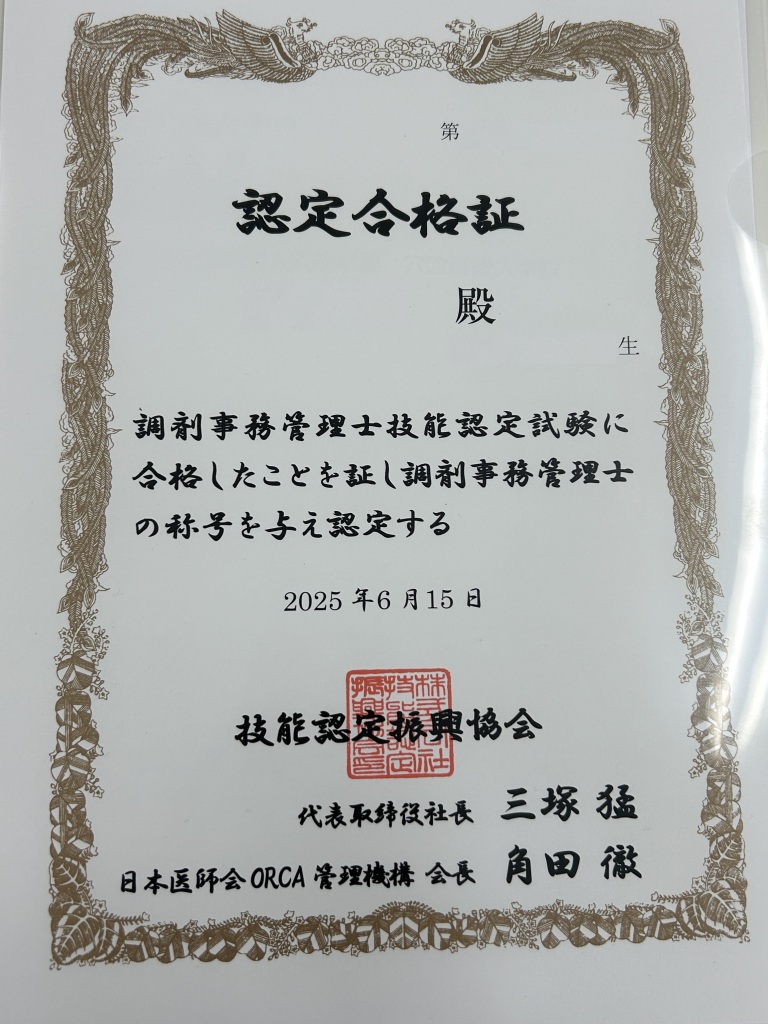 第
認定合格証
殿
生
調剤事務管理士技能認定試験に
合格したことを証し調剤事務管理士
の称号を与え認定する
2025年6月15日
技能認定振興協会
代表取締役社長 三塚 猛
日本医師会ORCA管理機構 会長 角田 徹